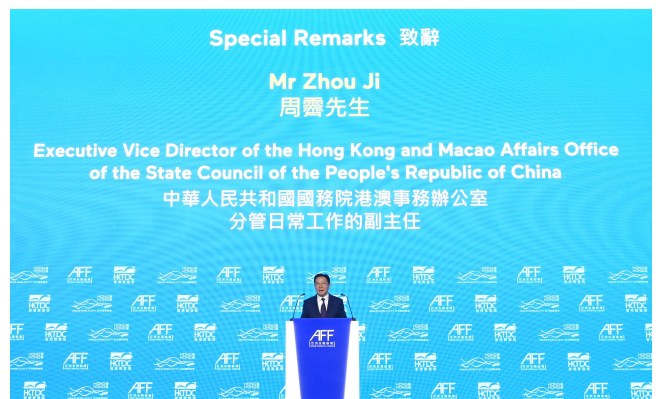 Special Remarks 致辭
Mr Zhou Ji
周霽先生
Executive Vice Director of the Hong Kong and Macao Affairs Office
of the State Council of the People's Republic of China
中華人民共和國國務院港澳事務辦公室
分管日常工作的副主任
AFF
HKTDC
AFF